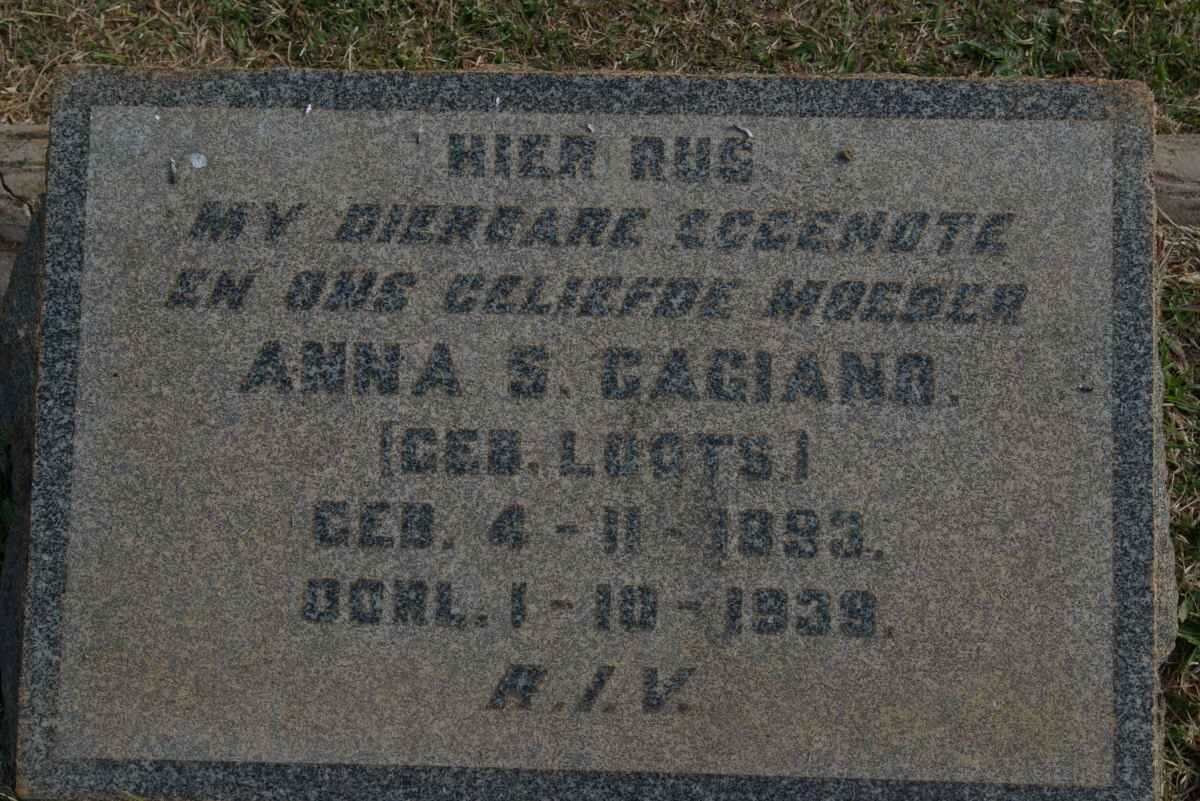 HIER RUS
MY DIERBARE EGGENOTE
EN ONS GELIEFDE MOEDER
ANNA S. GAGIANO.
(GEB. LOOTS.)
GEB. 4-11-1893.
OORL. 1-10-1939.
R.I.V.